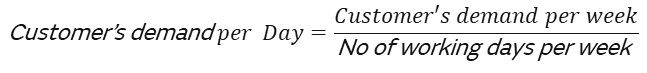 Customer's demand per Day = Customer's demand per week
No of working days per week